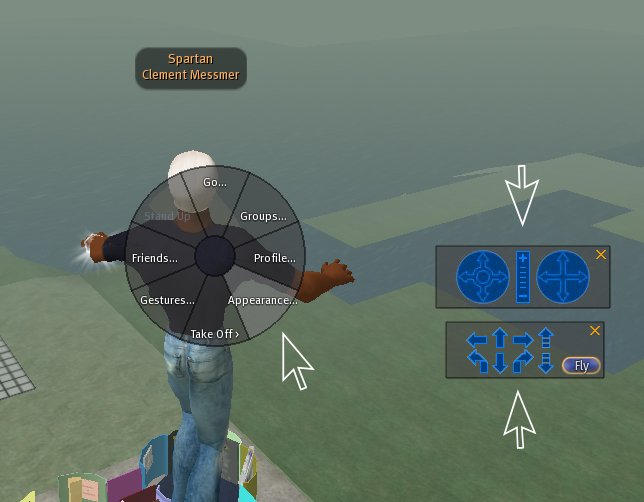 Spartan
Clement Messmer
Go...
Stand Up
Groups...
Friends...
Profile...
Gestures...
Appearance...
Take Off >
Fly